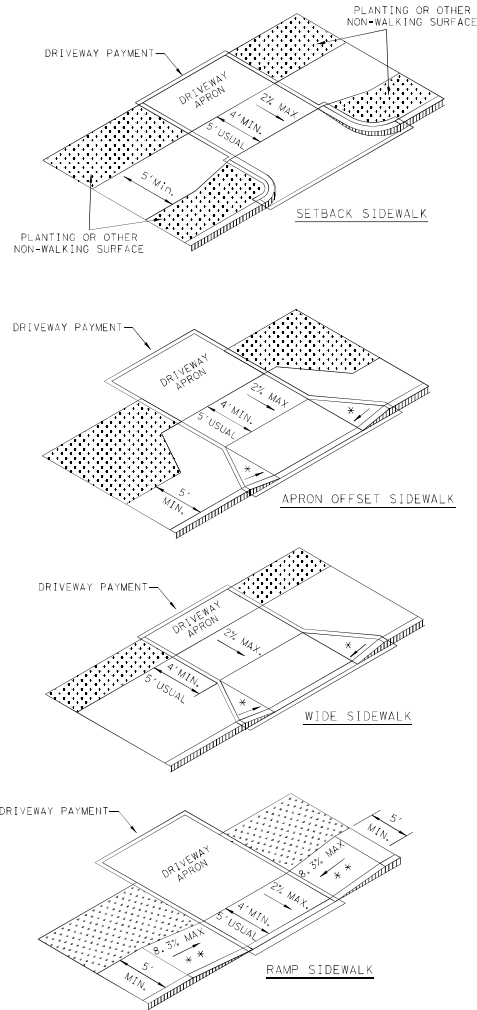 PLANTING OR OTHER
NON-WALKING SURFACE
DRIVEWAY PAYMENT
DRIVEWAY
APRON
2% MAX
4' MIN.
5' USUAL
5' Min.
SETBACK SIDEWALK
PLANTING OR OTHER
NON-WALKING SURFACE
DRIVEWAY PAYMENT
DRIVEWAY
APRON
2% MAX
4' MIN.
5' USUAL
*
*
5'
MIN.
APRON OFFSET SIDEWALK
DRIVEWAY PAYMENT
DRIVEWAY
APRON
2% MAX.
4' MIN.
5' USUAL
*
*
WIDE SIDEWALK
DRIVEWAY PAYMENT
5'
MIN.
8.3% MAX
**
DRIVEWAY
APRON
2% MAX.
4' MIN.
5' USUAL
8.3% MAX
**
5'
MIN.
RAMP SIDEWALK